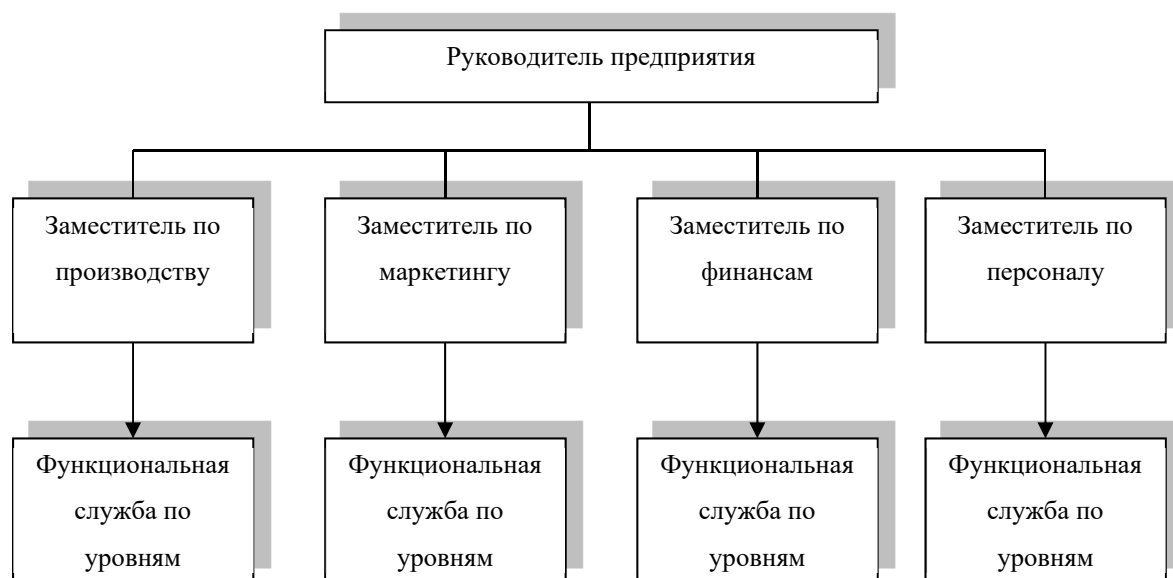 Руководитель предприятия
Заместитель по
производству
Заместитель по
маркетингу
Заместитель по
финансам
Заместитель по
персоналу
Функциональная
служба по
уровням
Функциональная
служба по
уровням
Функциональная
служба по
уровням
Функциональная
служба по
уровням